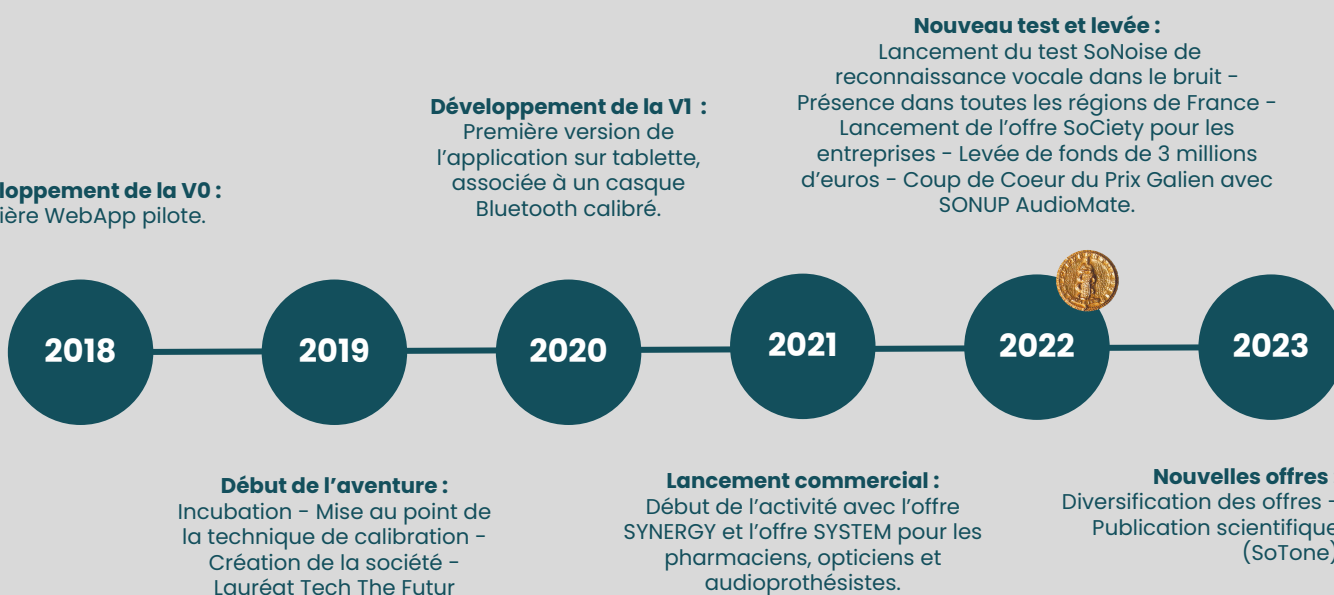 Nouveau test et levée :
Lancement du test SoNoise de
reconnaissance vocale dans le bruit -
Présence dans toutes les régions de France -
Lancement de l'offre SoCiety pour les
entreprises - Levée de fonds de 3 millions
d'euros - Coup de Coeur du Prix Galien avec
SONUP AudioMate.
Développement de la V1 :
Première version de
l'application sur tablette,
associée à un casque
Bluetooth calibré.
loppement de la V0 :
ière WebApp pilote.
2018
2019
2020
2021
2022
2023
Début de l'aventure :
Incubation - Mise au point de
la technique de calibration -
Création de la société -
Lauréat Tech The Futur
Lancement commercial :
Début de l'activité avec l'offre
SYNERGY et l'offre SYSTEM pour les
pharmaciens, opticiens et
audioprothésistes.
Nouvelles offres
Diversification des offres -
Publication scientifique
(SoTone)